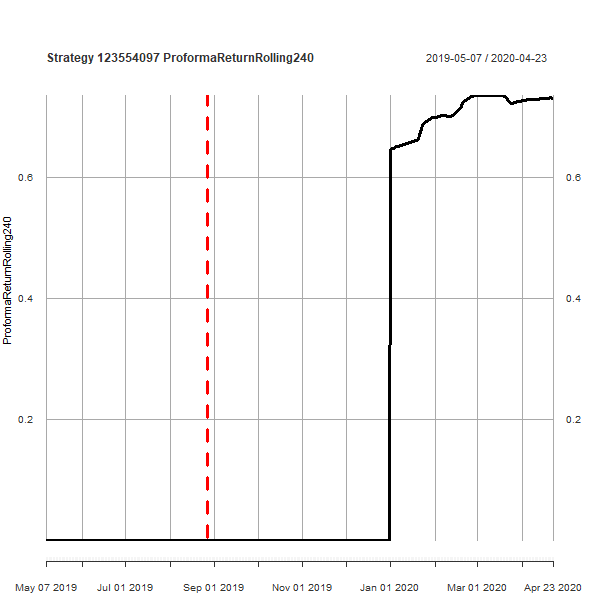 Strategy 123554097 ProformaReturnRolling240
2019-05-07 / 2020-04-23
ProformaReturnRolling240
0.6
0.4
0.2
0.6
0.4
0.2
May 07 2019
Jul 01 2019
Sep 01 2019
Nov 01 2019
Jan 01 2020
Mar 01 2020
Apr 23 2020